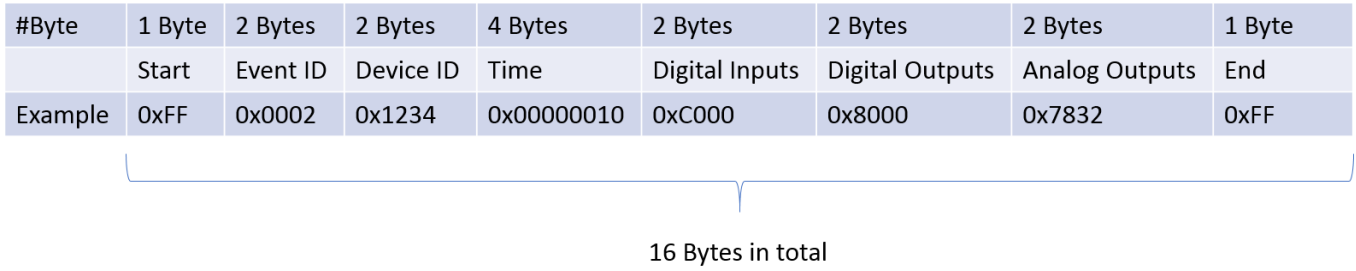 #Byte 1 Byte 2 Bytes 2 Bytes 4 Bytes 2 Bytes 2 Bytes 2 Bytes 1 Byte
Start Event ID Device ID Time Digital Inputs Digital Outputs Analog Outputs End
Example 0xFF 0x0002 0x1234 0x00000010 0xC000 0x8000 0x7832 0xFF
16 Bytes in total